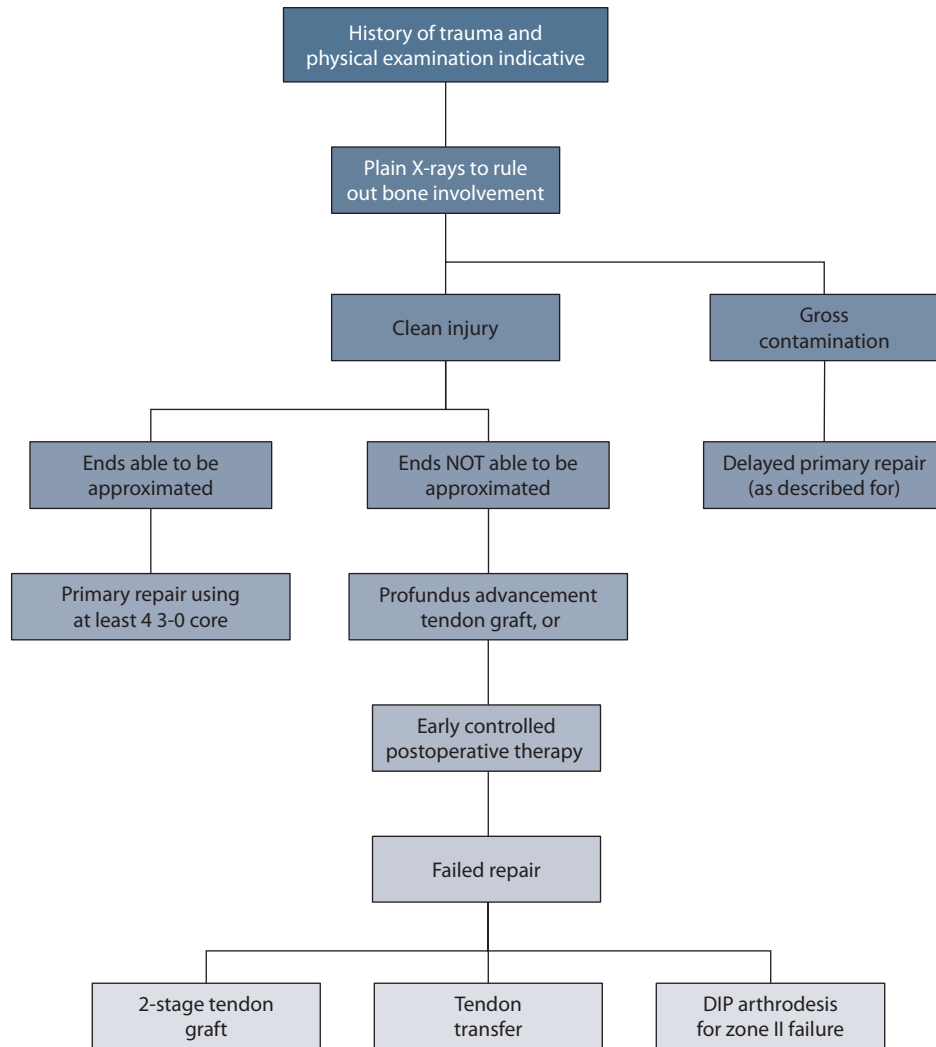 History of trauma and
physical examination indicative
Plain X-rays to rule
out bone involvement
Clean injury
Gross
contamination
Ends able to be
approximated
Ends NOT able to be
approximated
Delayed primary repair
(as described for)
Primary repair using
at least 4 3-0 core
Profundus advancement
tendon graft, or
Early controlled
postoperative therapy
Failed repair
2-stage tendon
graft
Tendon
transfer
DIP arthrodesis
for zone II failure